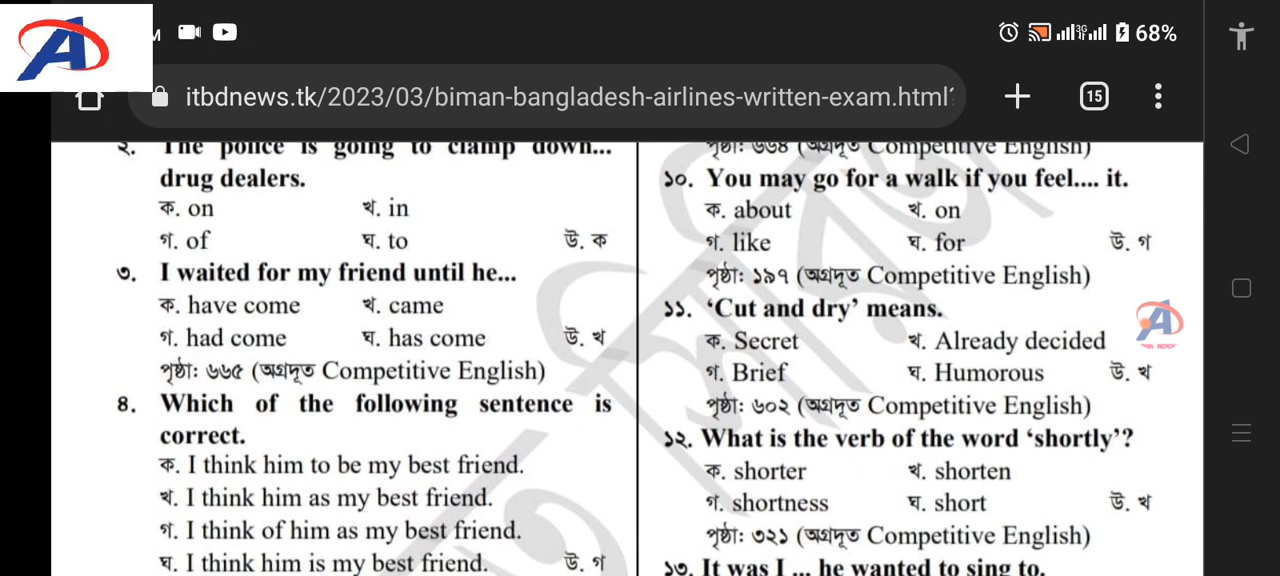 M
68%
itbdnews.tk/2023/03/biman-bangladesh-airlines-written-exam.html?
15
২. The police is going to clamp down...
drug dealers.
ক. on খ. in
গ. of ঘ. to উ. ক
৩. I waited for my friend until he...
ক. have come খ. came
গ. had come ঘ. has come উ. খ
পৃষ্ঠা: ৬৬৫ (অগ্রদূত Competitive English)
৪. Which of the following sentence is
correct.
ক. I think him to be my best friend.
খ. I think him as my best friend.
গ. I think of him as my best friend.
ঘ. I think him is my best friend. উ. গ
পৃষ্ঠা: ৬৬৪ (অগ্রদূত Competitive English)
১০. You may go for a walk if you feel.... it.
ক. about খ. on
গ. like ঘ. for উ. গ
পৃষ্ঠা: ১৯৭ (অগ্রদূত Competitive English)
১১. ‘Cut and dry’ means.
ক. Secret খ. Already decided
গ. Brief ঘ. Humorous উ. খ
পৃষ্ঠা: ৬০২ (অগ্রদূত Competitive English)
১২. What is the verb of the word ‘shortly’?
ক. shorter খ. shorten
গ. shortness ঘ. short উ. খ
পৃষ্ঠা: ৩২১ (অগ্রদূত Competitive English)
১৩. It was I ... he wanted to sing to.